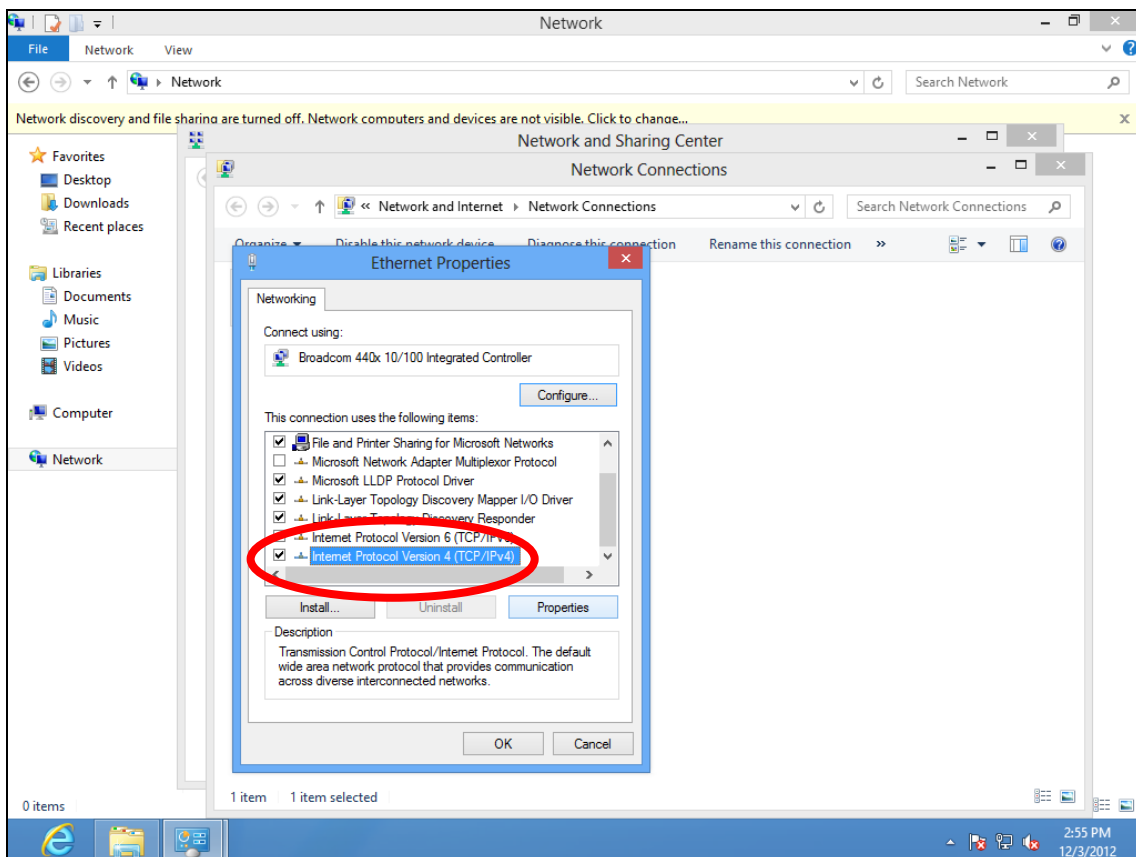 Network
File Network View
Network
Search Network
Network discovery and file sharing are turned off. Network computers and devices are not visible. Click to change...
Network and Sharing Center
Network Connections
« Network and Internet Network Connections
Search Network Connections
Organize Disable this network device Diagnose this connection Rename this connection »
Favorites
Desktop
Downloads
Recent places
Libraries
Documents
Music
Pictures
Videos
Computer
Network
Ethernet Properties
Networking
Connect using:
Broadcom 440x 10/100 Integrated Controller
Configure...
This connection uses the following items:
File and Printer Sharing for Microsoft Networks
Microsoft Network Adapter Multiplexor Protocol
Microsoft LLDP Protocol Driver
Link-Layer Topology Discovery Mapper I/O Driver
Link-Layer Topology Discovery Responder
Internet Protocol Version 6 (TCP/IPv6)
Internet Protocol Version 4 (TCP/IPv4)
Install... Uninstall Properties
Description
Transmission Control Protocol/Internet Protocol. The default
wide area network protocol that provides communication
across diverse interconnected networks.
OK Cancel
1 item 1 item selected
0 items
2:55 PM
12/3/2012